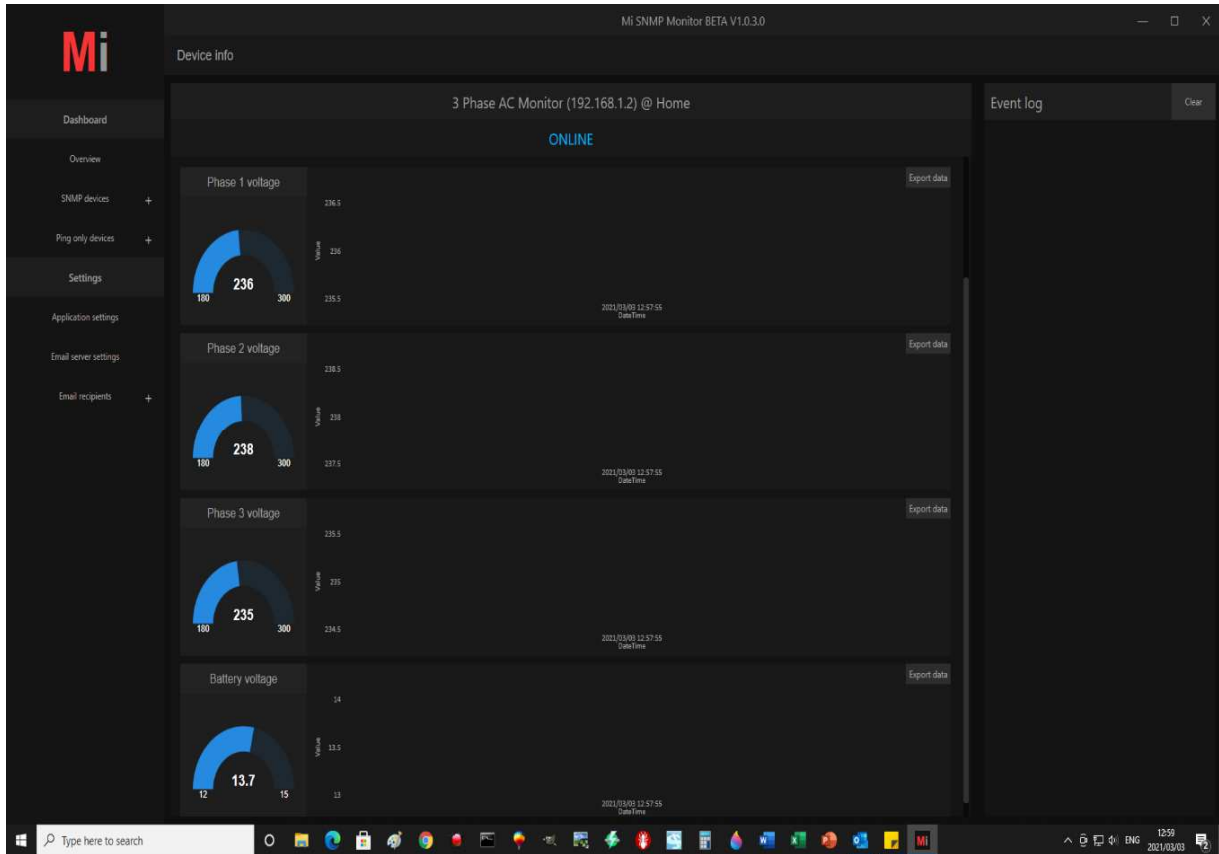 Mi SNMP Monitor BETA V1.0.3.0
Mi
Device info
Dashboard
Overview
SNMP devices +
Ping only devices +
Settings
Application settings
Email server settings
Email recipients +
3 Phase AC Monitor (192.168.1.2) @ Home
ONLINE
Phase 1 voltage
236
180 300
Export data
236.5
Value
236
235.5
2021/03/03 12:57:55
DateTime
Phase 2 voltage
238
180 300
Export data
238.5
Value
238
237.5
2021/03/03 12:57:55
DateTime
Phase 3 voltage
235
180 300
Export data
235.5
Value
235
234.5
2021/03/03 12:57:55
DateTime
Battery voltage
13.7
12 15
Export data
14
Value
13.5
13
2021/03/03 12:57:55
DateTime
Event log
Clear
Type here to search
Mi
ENG
12:59
2021/03/03
2